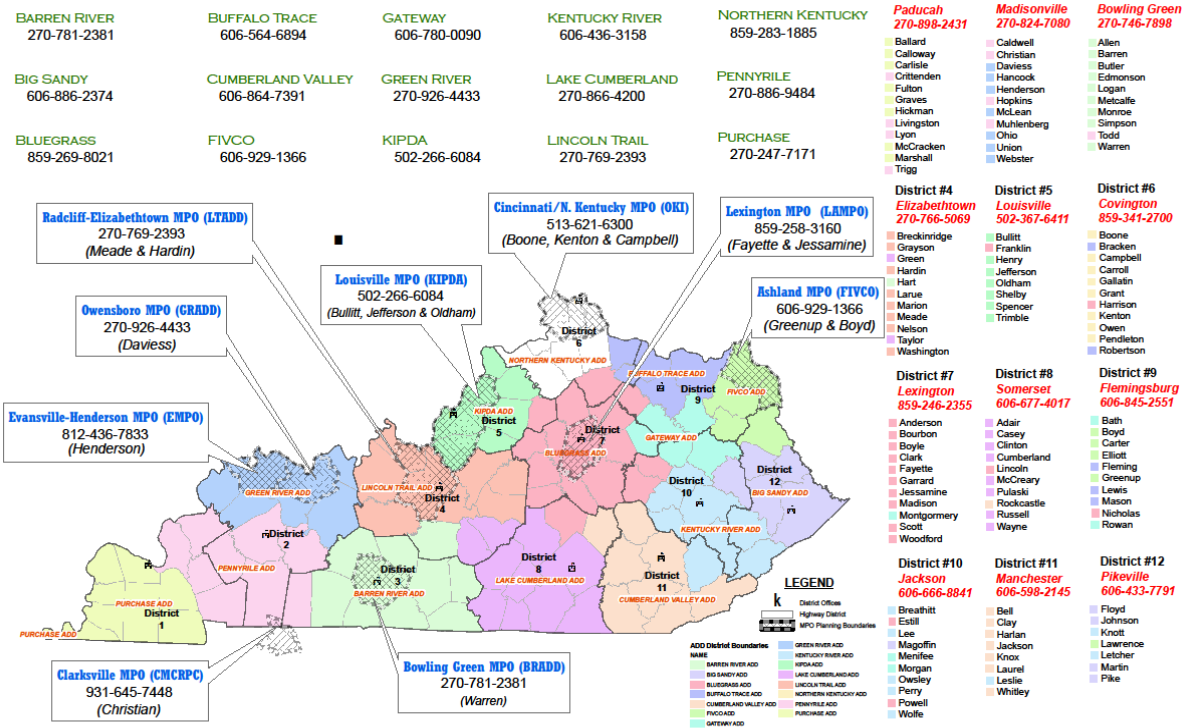 BARREN RIVER
270-781-2381
BUFFALO TRACE
606-564-6894
GATEWAY
606-780-0090
KENTUCKY RIVER
606-436-3158
NORTHERN KENTUCKY
859-283-1885
BIG SANDY
606-886-2374
CUMBERLAND VALLEY
606-864-7391
GREEN RIVER
270-926-4433
LAKE CUMBERLAND
270-866-4200
PENNYRILE
270-886-9484
BLUEGRASS
859-269-8021
FIVCO
606-929-1366
KIPDA
502-266-6084
LINCOLN TRAIL
270-769-2393
PURCHASE
270-247-7171
Paducah
270-898-2431
Ballard
Calloway
Carlisle
Crittenden
Fulton
Graves
Hickman
Livingston
Lyon
McCracken
Marshall
Trigg
Madisonville
270-824-7080
Caldwell
Christian
Daviess
Hancock
Henderson
Hopkins
McLean
Muhlenberg
Ohio
Union
Webster
Bowling Green
270-746-7898
Allen
Barren
Butler
Edmonson
Logan
Metcalfe
Monroe
Simpson
Todd
Warren
District #4
Elizabethtown
270-766-5069
Breckinridge
Grayson
Green
Hardin
Hart
Larue
Marion
Meade
Nelson
Taylor
Washington
District #5
Louisville
502-367-6411
Bullitt
Franklin
Henry
Jefferson
Oldham
Shelby
Spencer
Trimble
District #6
Covington
859-341-2700
Boone
Bracken
Campbell
Carroll
Gallatin
Grant
Harrison
Kenton
Owen
Pendleton
Robertson
District #7
Lexington
859-246-2355
Anderson
Bourbon
Boyle
Clark
Fayette
Garrard
Jessamine
Madison
Montgomery
Scott
Woodford
District #8
Somerset
606-677-4017
Adair
Casey
Clinton
Cumberland
Lincoln
McCreary
Pulaski
Rockcastle
Russell
Wayne
District #9
Flemingsburg
606-845-2551
Bath
Boyd
Carter
Elliott
Fleming
Greenup
Lewis
Mason
Nicholas
Rowan
District #10
Jackson
606-666-8841
Breathitt
Estill
Lee
Magoffin
Menifee
Morgan
Owsley
Perry
Powell
Wolfe
District #11
Manchester
606-598-2145
Bell
Clay
Harlan
Jackson
Knox
Laurel
Leslie
Whitley
District #12
Pikeville
606-433-7791
Floyd
Johnson
Knott
Lawrence
Letcher
Martin
Pike
Radcliff-Elizabethtown MPO (LTADD)
270-769-2393
(Meade & Hardin)
Cincinnati/N. Kentucky MPO (OKI)
513-621-6300
(Boone, Kenton & Campbell)
Lexington MPO (LAMPO)
859-258-3160
(Fayette & Jessamine)
Louisville MPO (KIPDA)
502-266-6084
(Bullitt, Jefferson & Oldham)
Ashland MPO (FIVCO)
606-929-1366
(Greenup & Boyd)
Owensboro MPO (GRADD)
270-926-4433
(Daviess)
Evansville-Henderson MPO (EMPO)
812-436-7833
(Henderson)
Clarksville MPO (CMCRPC)
931-645-7448
(Christian)
Bowling Green MPO (BRADD)
270-781-2381
(Warren)
District
6
NORTHERN KENTUCKY ADD
BUFFALO TRACE ADD
District
9
FIVCO ADD
KIPDA ADD
District
5
District
7
BLUEGRASS ADD
GATEWAY ADD
District
12
BIG SANDY ADD
District
10
KENTUCKY RIVER ADD
GREEN RIVER ADD
LINCOLN TRAIL ADD
District
4
District
2
PENNYRILE ADD
District
3
BARREN RIVER ADD
District
8
LAKE CUMBERLAND ADD
District
11
CUMBERLAND VALLEY ADD
PURCHASE ADD
District
1
PURCHASE ADD
LEGEND
k District Offices
Highway District
MPO Planning Boundaries
ADD District Boundaries
NAME
BARREN RIVER ADD
BIG SANDY ADD
BLUEGRASS ADD
BUFFALO TRACE ADD
CUMBERLAND VALLEY ADD
FIVCO ADD
GATEWAY ADD
GREEN RIVER ADD
KENTUCKY RIVER ADD
KIPDA ADD
LAKE CUMBERLAND ADD
LINCOLN TRAIL ADD
NORTHERN KENTUCKY ADD
PENNYRILE ADD
PURCHASE ADD